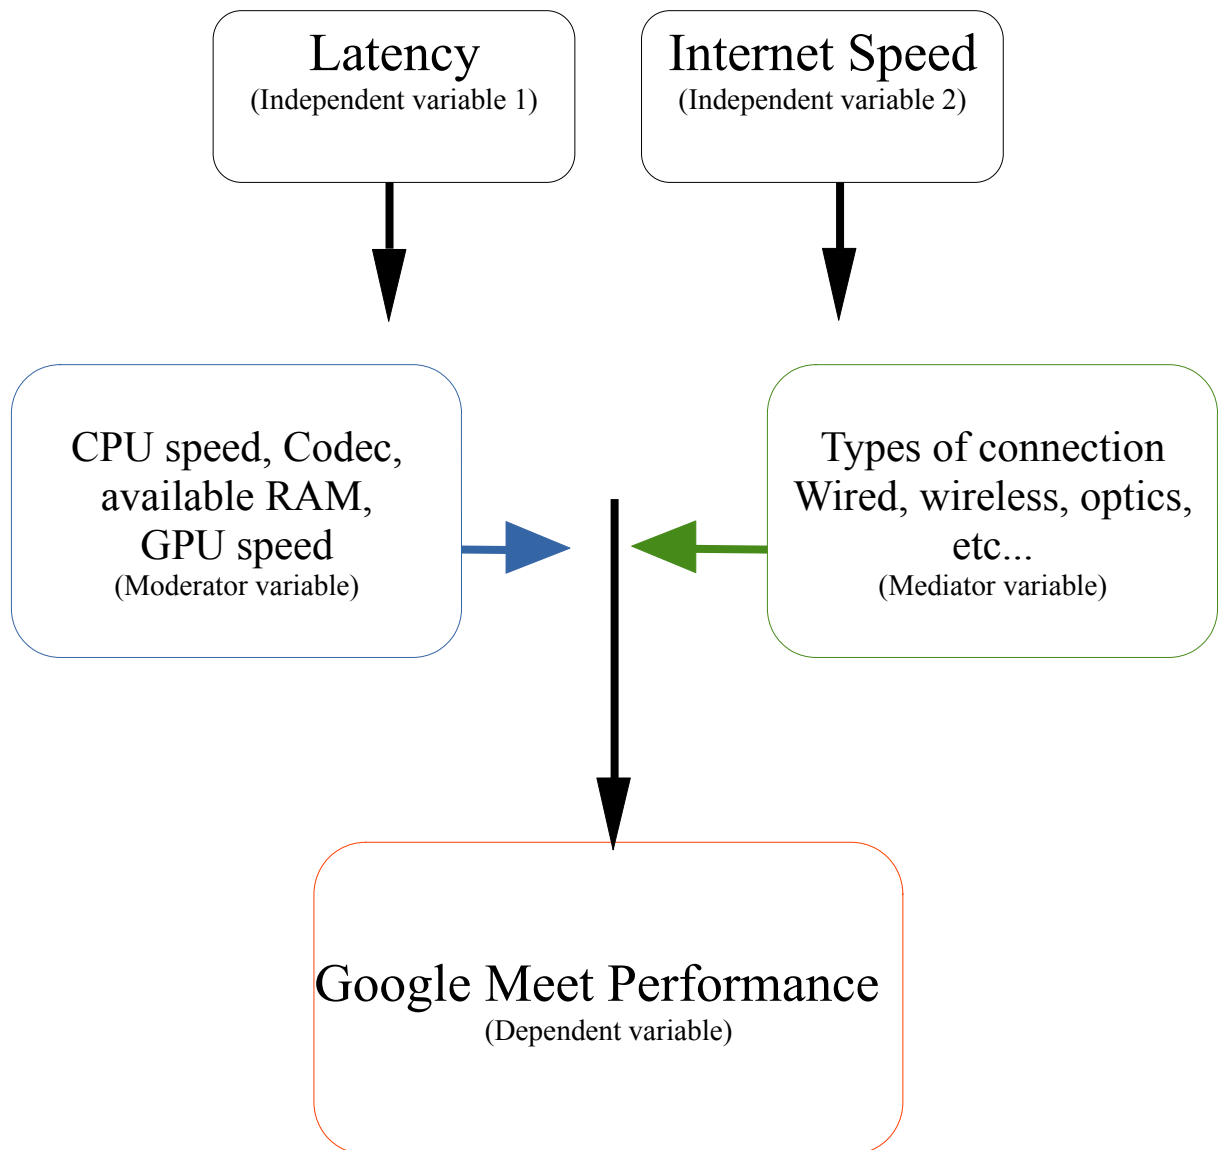 Latency
(Independent variable 1)
Internet Speed
(Independent variable 2)
CPU speed, Codec,
available RAM,
GPU speed
(Moderator variable)
Types of connection
Wired, wireless, optics,
etc...
(Mediator variable)
Google Meet Performance
(Dependent variable)